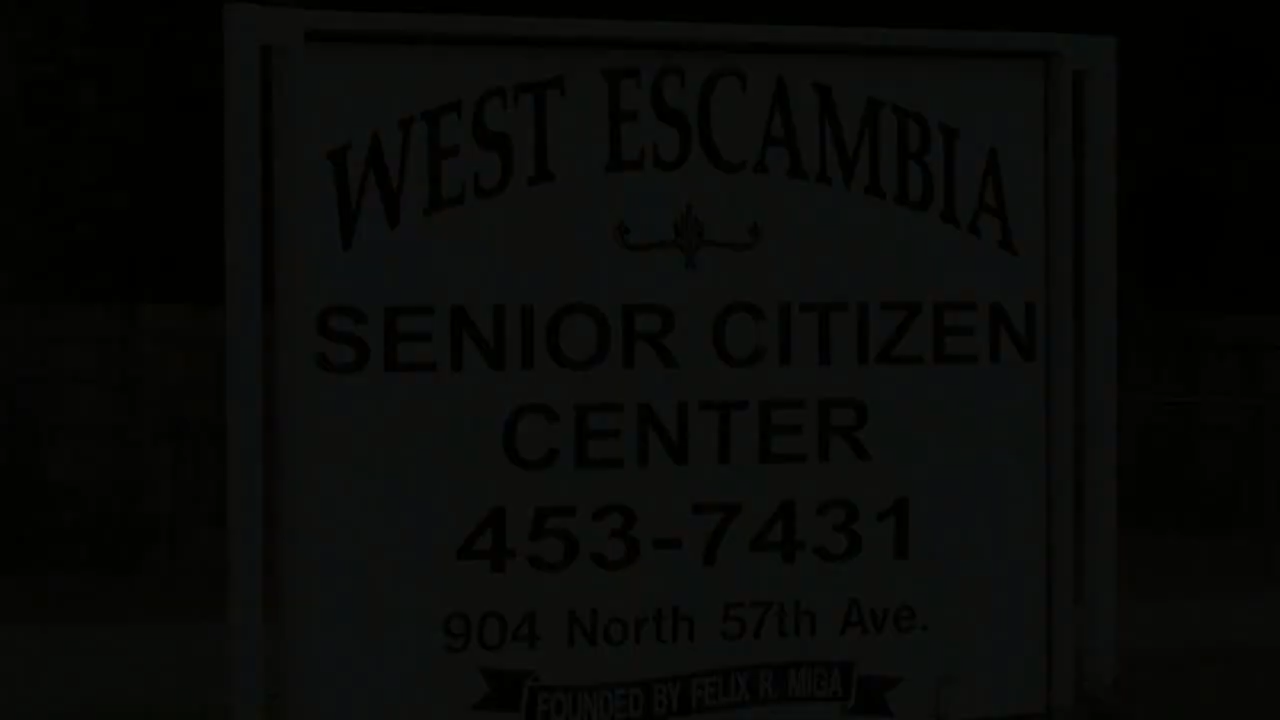 WEST ESCAMBIA
SENIOR CITIZEN
CENTER
453-7431
904 North 57th Ave.
FOUNDED BY FELIX R. MIGA